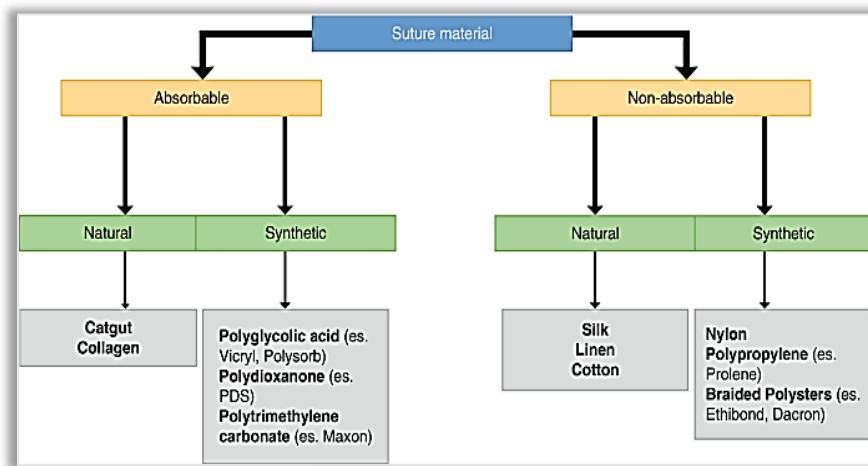 Suture material
Absorbable
Non-absorbable
Natural
Synthetic
Natural
Synthetic
Catgut
Collagen
Polyglycolic acid (es.
Vicryl, Polysorb)
Polydioxanone (es.
PDS)
Polytrimethylene
carbonate (es. Maxon)
Silk
Linen
Cotton
Nylon
Polypropylene (es.
Prolene)
Braided Polysters (es.
Ethibond, Dacron)